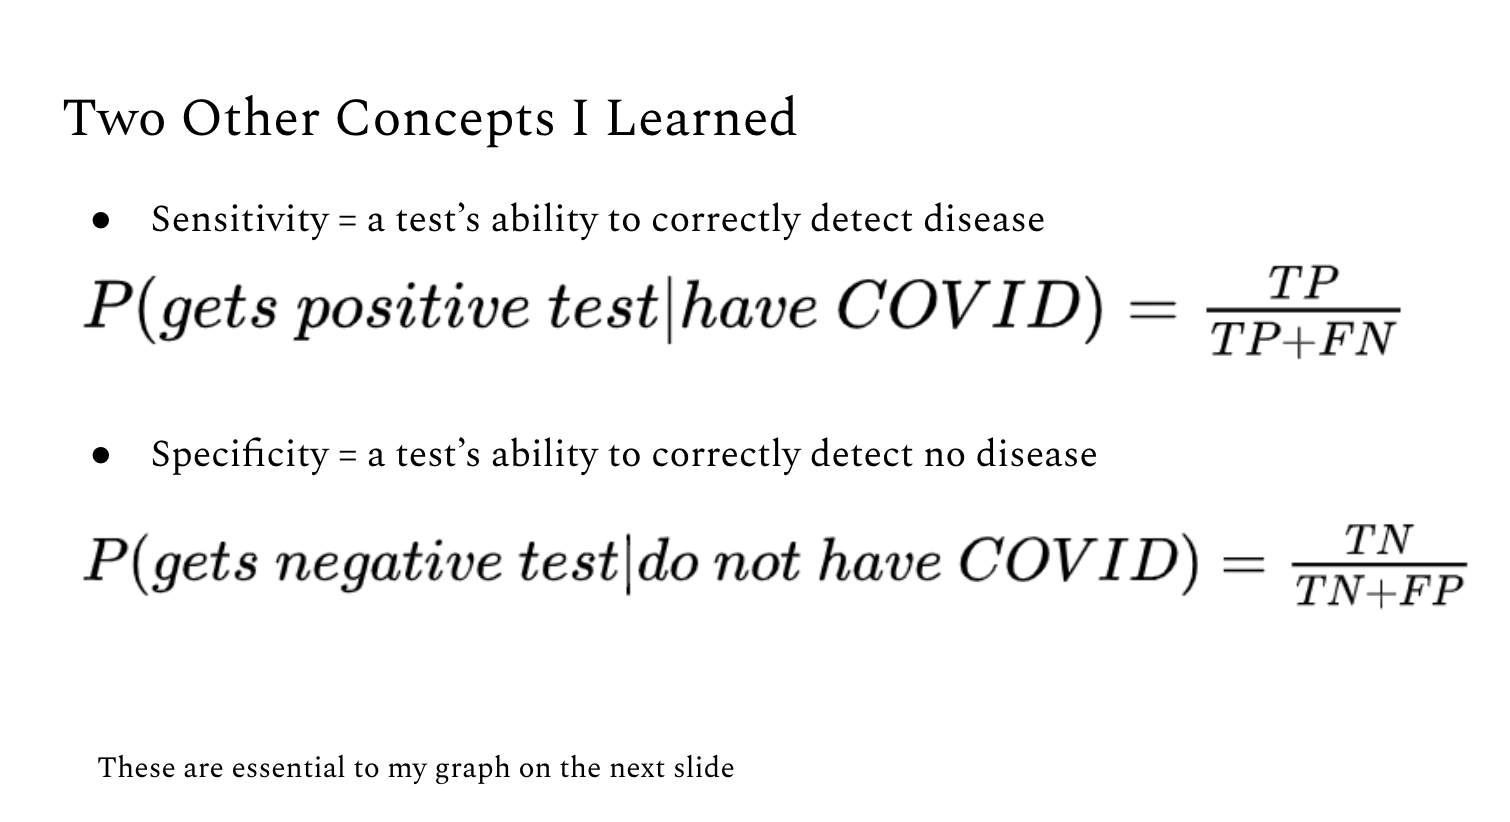 Two Other Concepts I Learned
● Sensitivity = a test’s ability to correctly detect disease
P(gets positive test|have COVID) = TP/TP+FN
● Specificity = a test’s ability to correctly detect no disease
P(gets negative test|do not have COVID) = TN/TN+FP
These are essential to my graph on the next slide